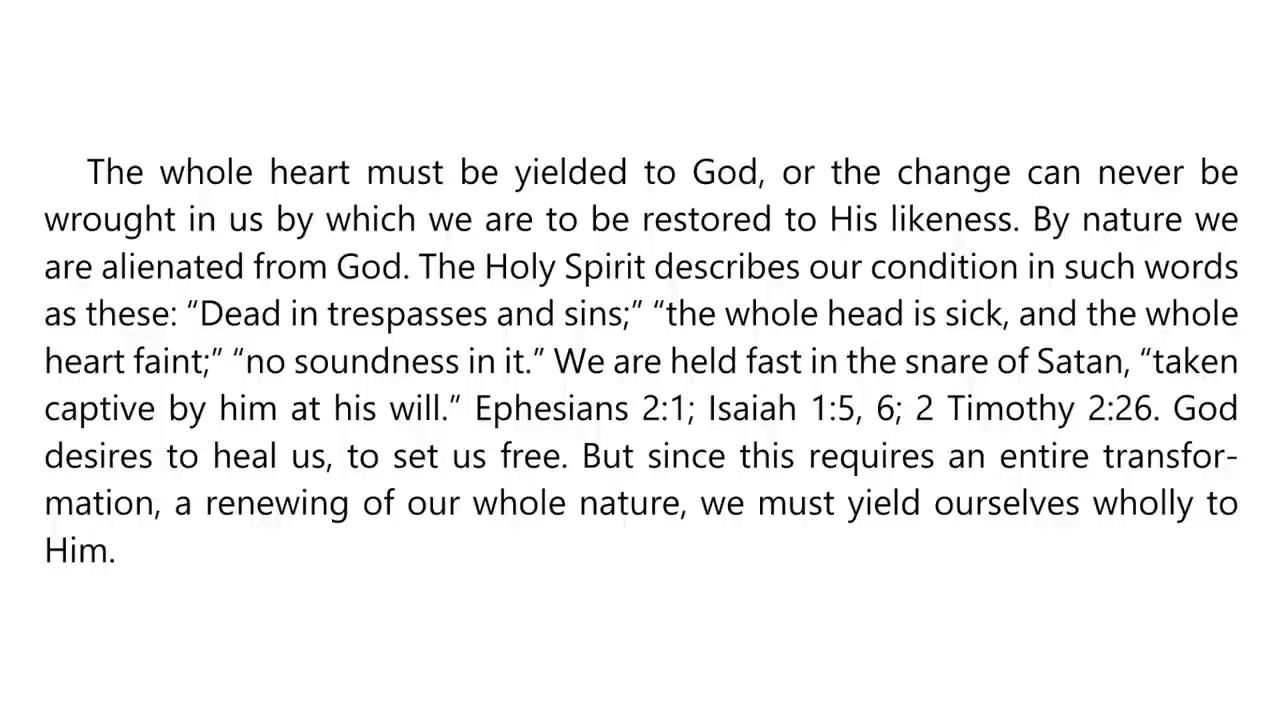 The whole heart must be yielded to God, or the change can never be
wrought in us by which we are to be restored to His likeness. By nature we
are alienated from God. The Holy Spirit describes our condition in such words
as these: “Dead in trespasses and sins;” “the whole head is sick, and the whole
heart faint;” “no soundness in it.” We are held fast in the snare of Satan, “taken
captive by him at his will.” Ephesians 2:1; Isaiah 1:5, 6; 2 Timothy 2:26. God
desires to heal us, to set us free. But since this requires an entire transfor-
mation, a renewing of our whole nature, we must yield ourselves wholly to
Him.